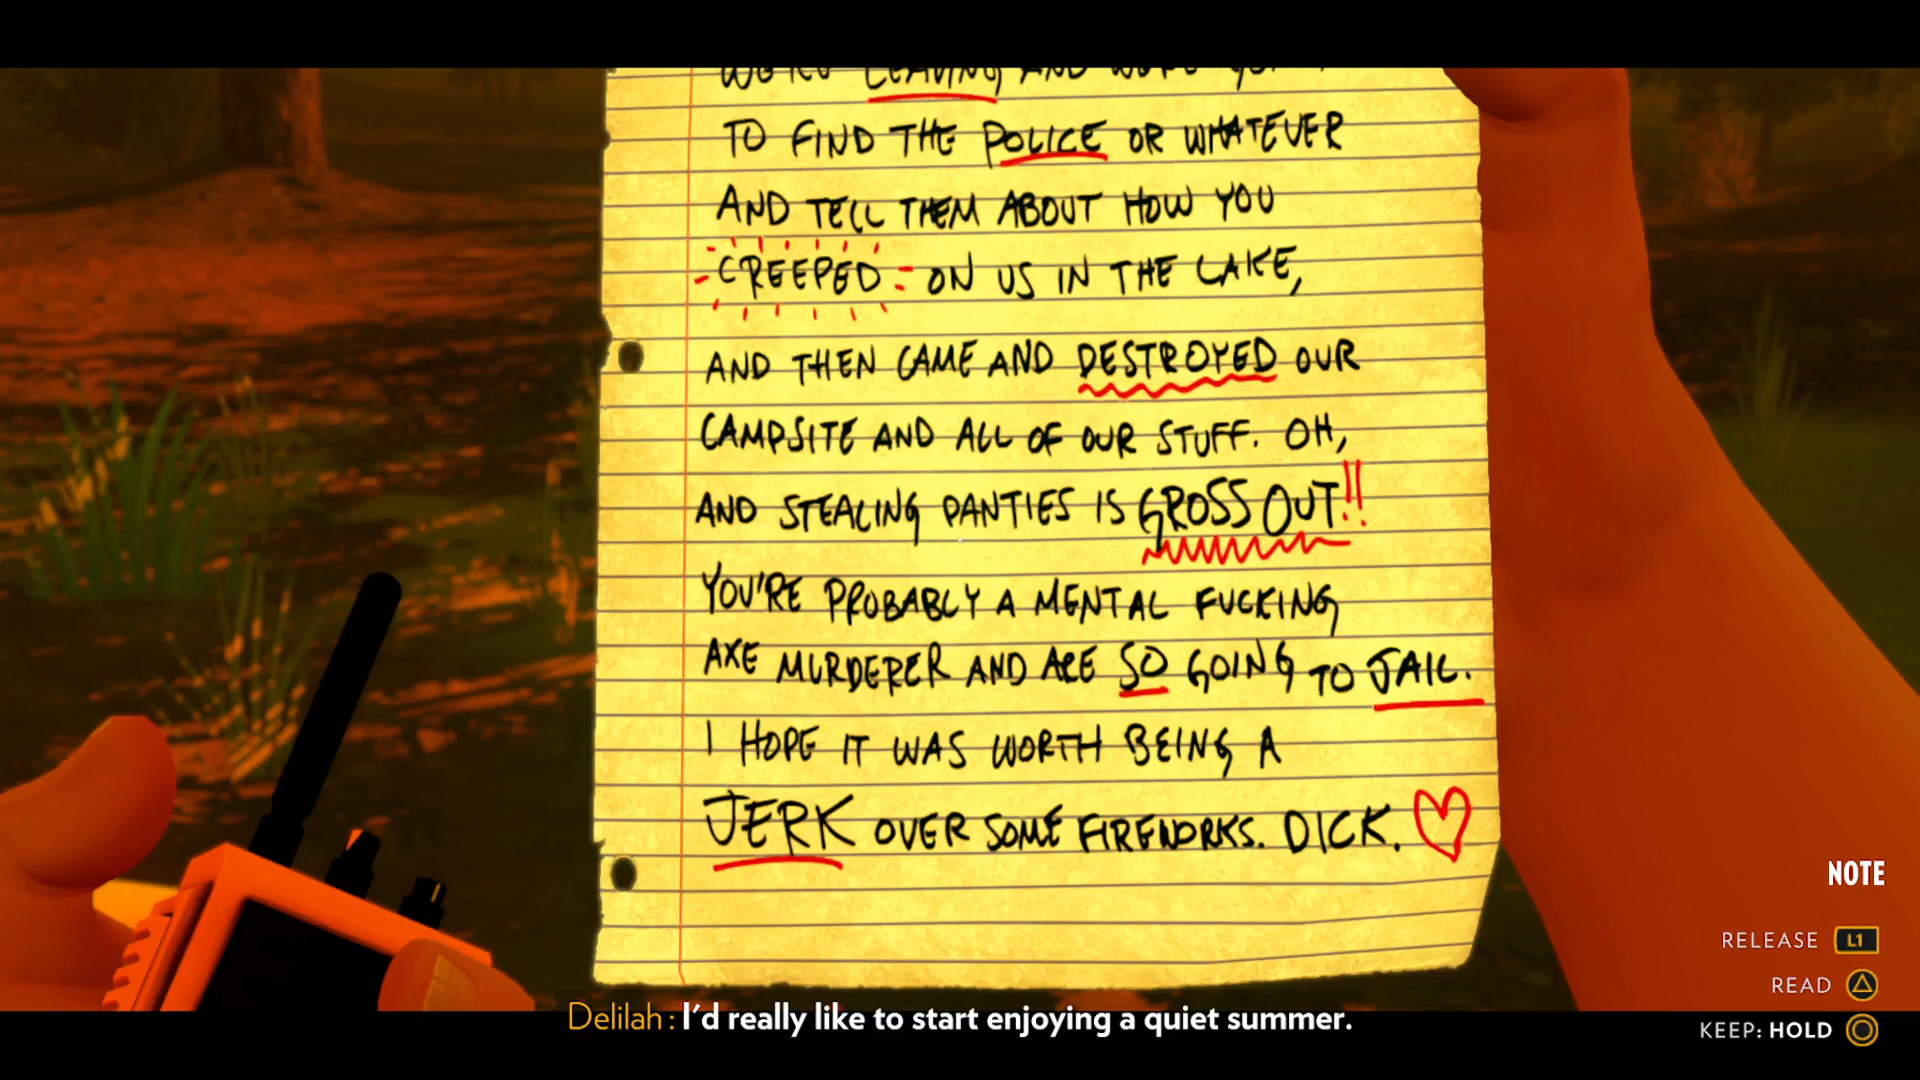 LEAVING AND
TO FIND THE POLICE OR WHATEVER
AND TELL THEM ABOUT HOW YOU
CREEPED ON US IN THE LAKE,
AND THEN CAME AND DESTROYED OUR
CAMPSITE AND ALL OF OUR STUFF. OH,
AND STEALING PANTIES IS GROSS OUT!!
YOU'RE PROBABLY A MENTAL FUCKING
AXE MURDERER AND ARE SO GOING TO JAIL.
I HOPE IT WAS WORTH BEING A
JERK OVER SOME FIREWORKS. DICK.
NOTE
RELEASE L1
READ
KEEP: HOLD
Delilah: I'd really like to start enjoying a quiet summer.